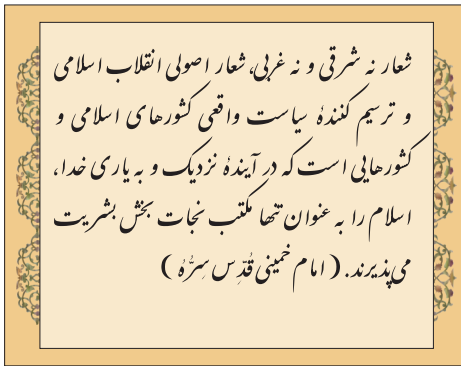 شعار نه شرقی و نه غربی، شعار اصولی انقلاب اسلامی
و ترسیم کنندهٔ سیاست واقعی کشورهای اسلامی و
کشورهایی است که در آیندهٔ نزدیک و به یاری خدا،
اسلام را به عنوان تنها مکتب نجات بخش بشریت
می‌پذیرند. ( امام خمینی قُدِّس سِرُّهُ )